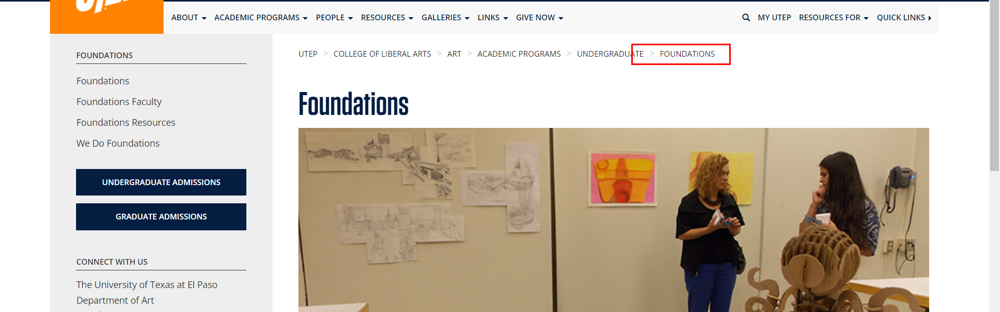 ABOUT ACADEMIC PROGRAMS PEOPLE RESOURCES GALLERIES LINKS GIVE NOW MY UTEP RESOURCES FOR QUICK LINKS
FOUNDATIONS
Foundations
Foundations Faculty
Foundations Resources
We Do Foundations
UNDERGRADUATE ADMISSIONS
GRADUATE ADMISSIONS
CONNECT WITH US
The University of Texas at El Paso
Department of Art
UTEP > COLLEGE OF LIBERAL ARTS > ART > ACADEMIC PROGRAMS > UNDERGRADUATE > FOUNDATIONS
Foundations